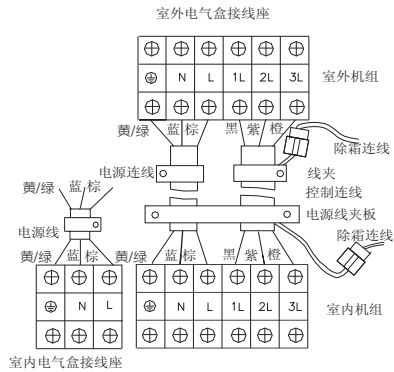 室外电气盒接线座
N L 1L 2L 3L
室外机组
黄/绿 蓝 棕 黑 紫 橙
除霜连线
电源连线
线夹
黄/绿 蓝 棕
控制连线
电源线夹板
电源线
除霜连线
黄/绿 蓝 棕 黄/绿 蓝 棕 黑 紫 橙
N L N L 1L 2L 3L
室内机组
室内电气盒接线座